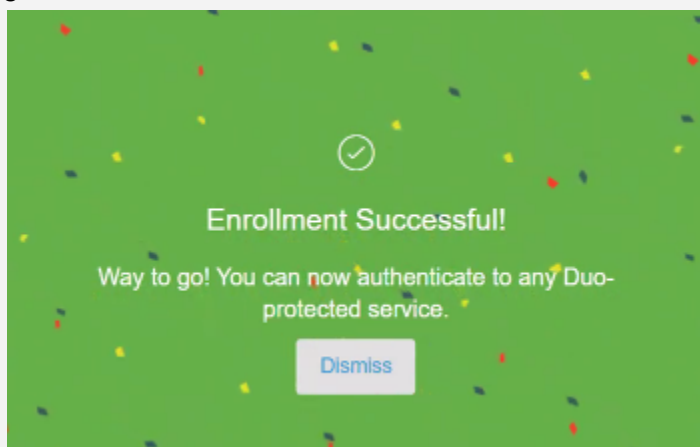 Enrollment Successful!
Way to go! You can now authenticate to any Duo-
protected service.
Dismiss